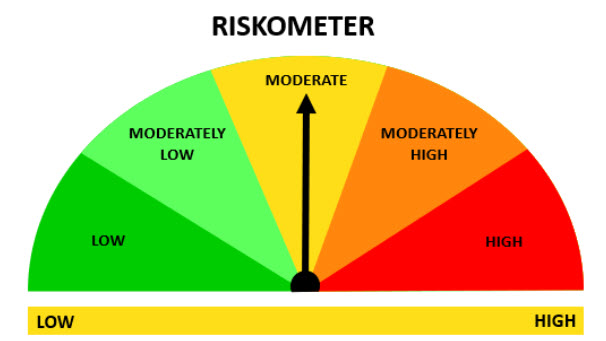 RISKOMETER
MODERATE
MODERATELY
LOW
MODERATELY
HIGH
LOW
HIGH
LOW
HIGH